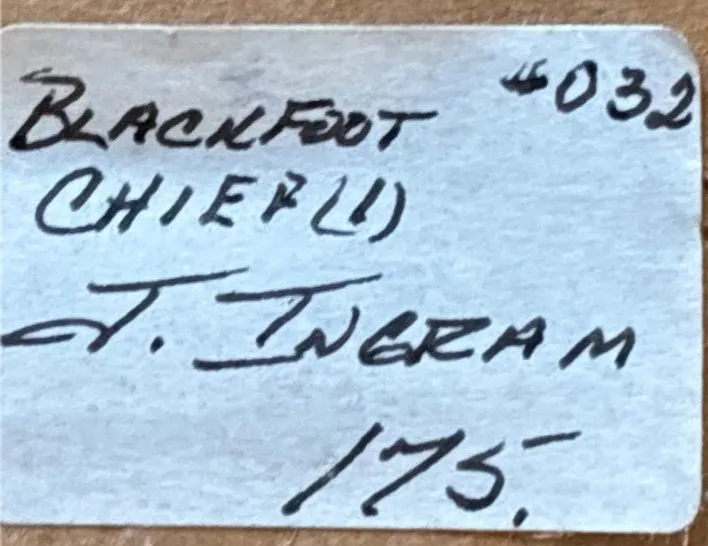 BLACKFOOT #032
CHIEF (1)
J. INGRAM
175.